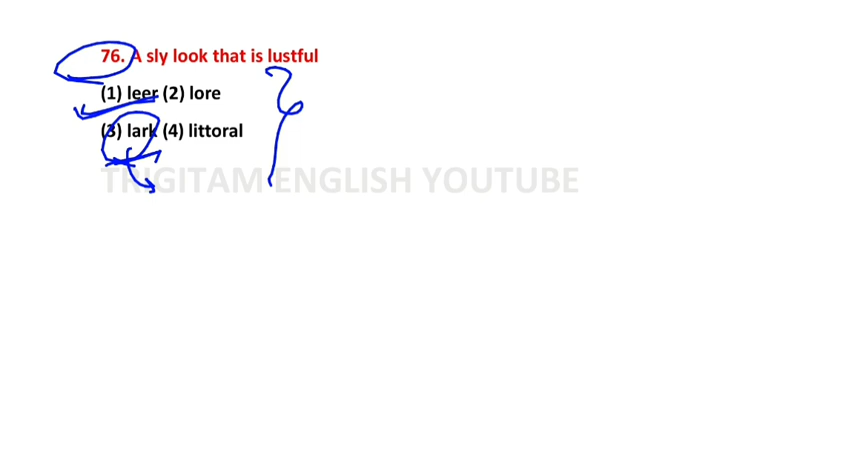 76. A sly look that is lustful
(1) leer (2) lore
(3) lark (4) littoral
TRIGITAM ENGLISH YOUTUBE